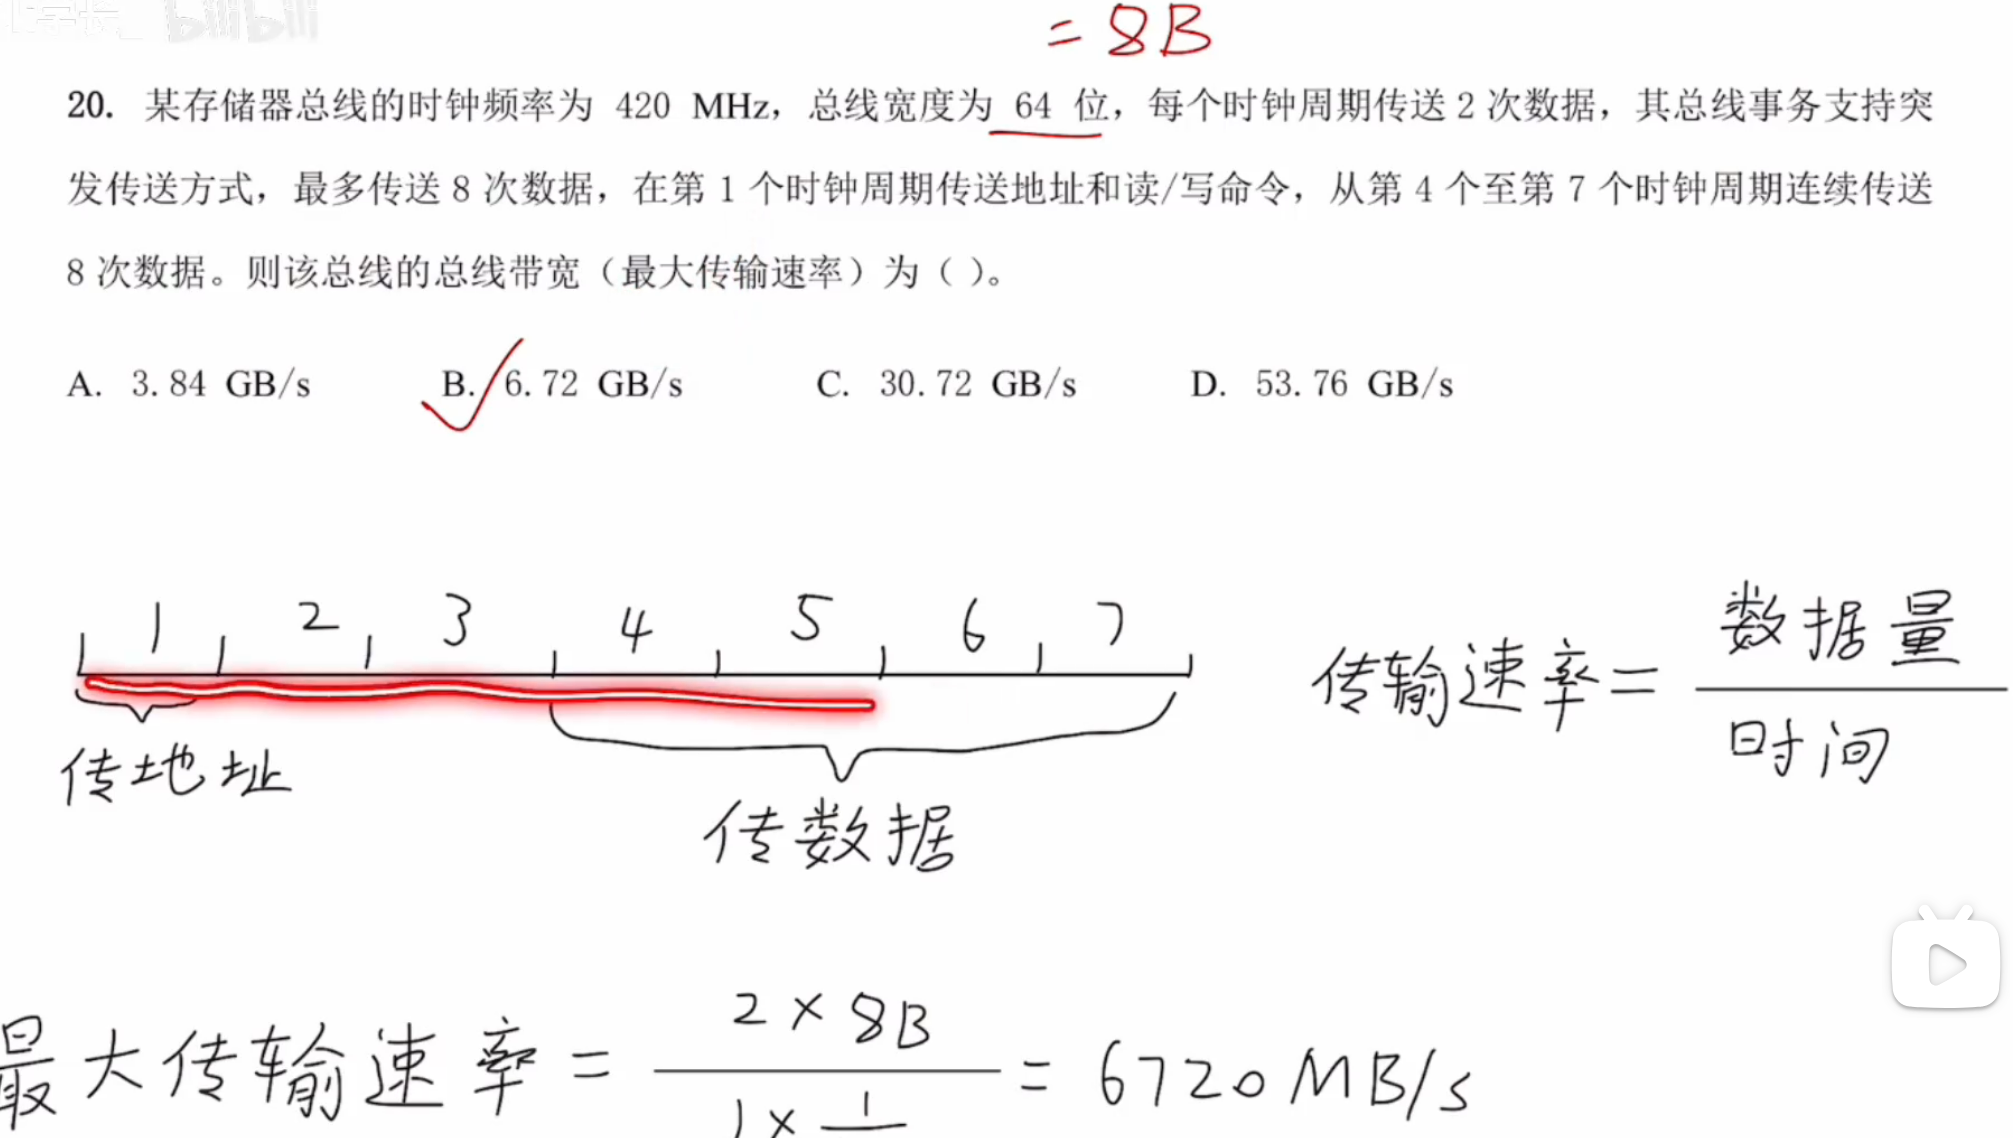 bilibili
= 8B
20. 某存储器总线的时钟频率为 420 MHz，总线宽度为 64 位，每个时钟周期传送 2 次数据，其总线事务支持突
发传送方式，最多传送 8 次数据，在第 1 个时钟周期传送地址和读/写命令，从第 4 个至第 7 个时钟周期连续传送
8 次数据。则该总线的总线带宽（最大传输速率）为（ ）。
A. 3.84 GB/s B. 6.72 GB/s C. 30.72 GB/s D. 53.76 GB/s
1 2 3 4 5 6 7
传地址
传数据
传输速率 = 数据量
时间
2 × 8B
最大传输速率 = = 6720MB/s
1 × 1